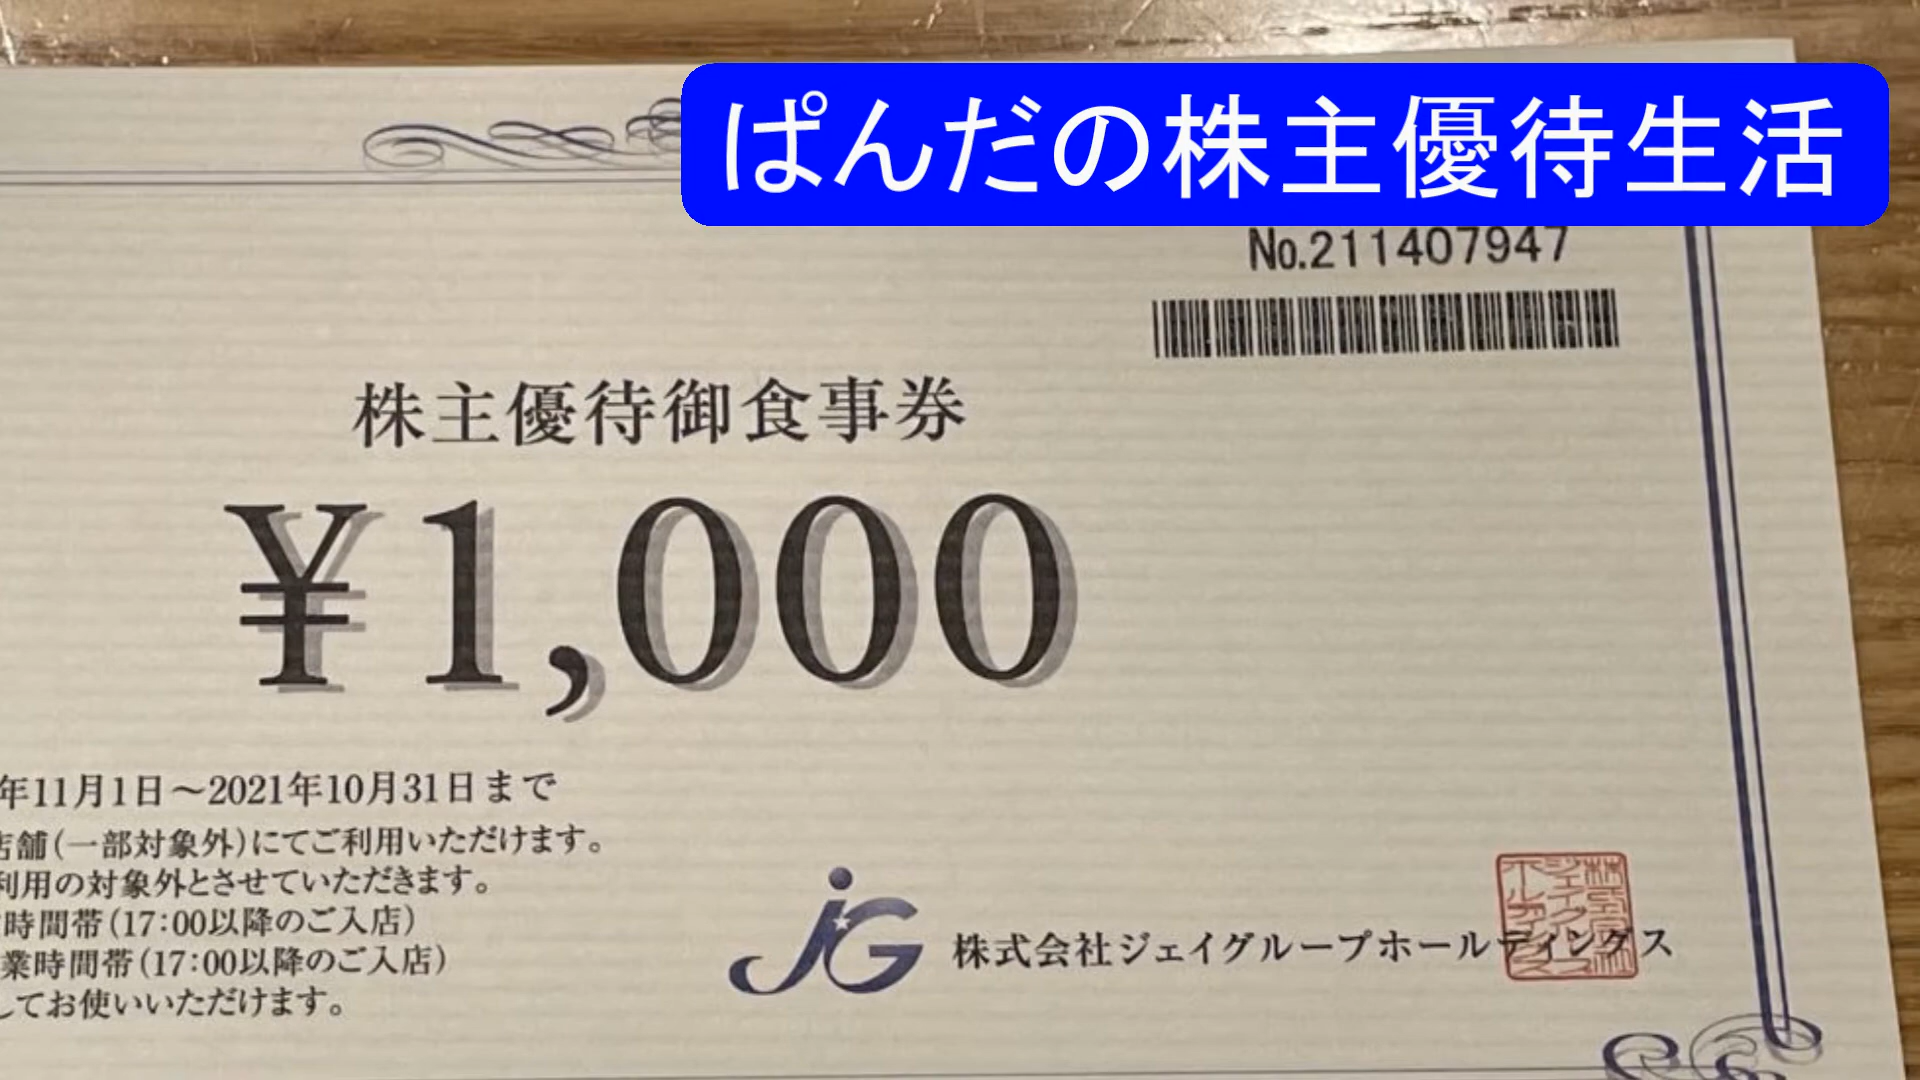 ぱんだの株主優待生活
No.211407947
株主優待御食事券
¥1,000
年11月1日～2021年10月31日まで
店舗(一部対象外)にてご利用いただけます。
利用の対象外とさせていただきます。
時間帯(17:00以降のご入店)
業時間帯(17:00以降のご入店)
してお使いいただけます。
JG 株式会社ジェイグループホールディングス